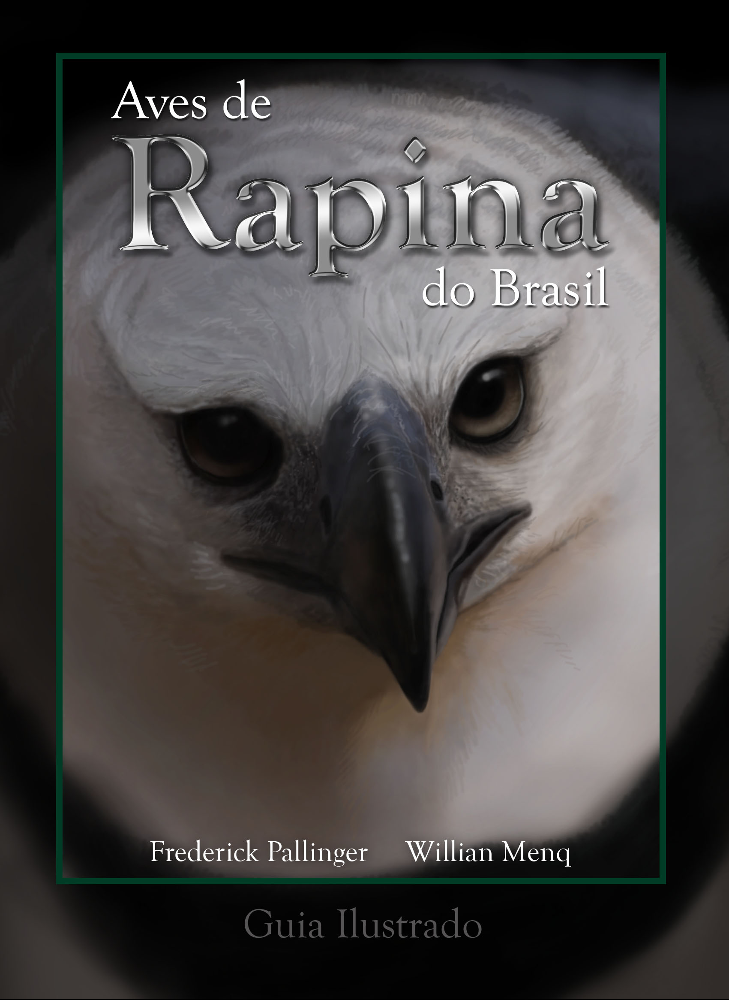 Aves de
Rapina
do Brasil
Frederick Pallinger Willian Menq
Guia Ilustrado